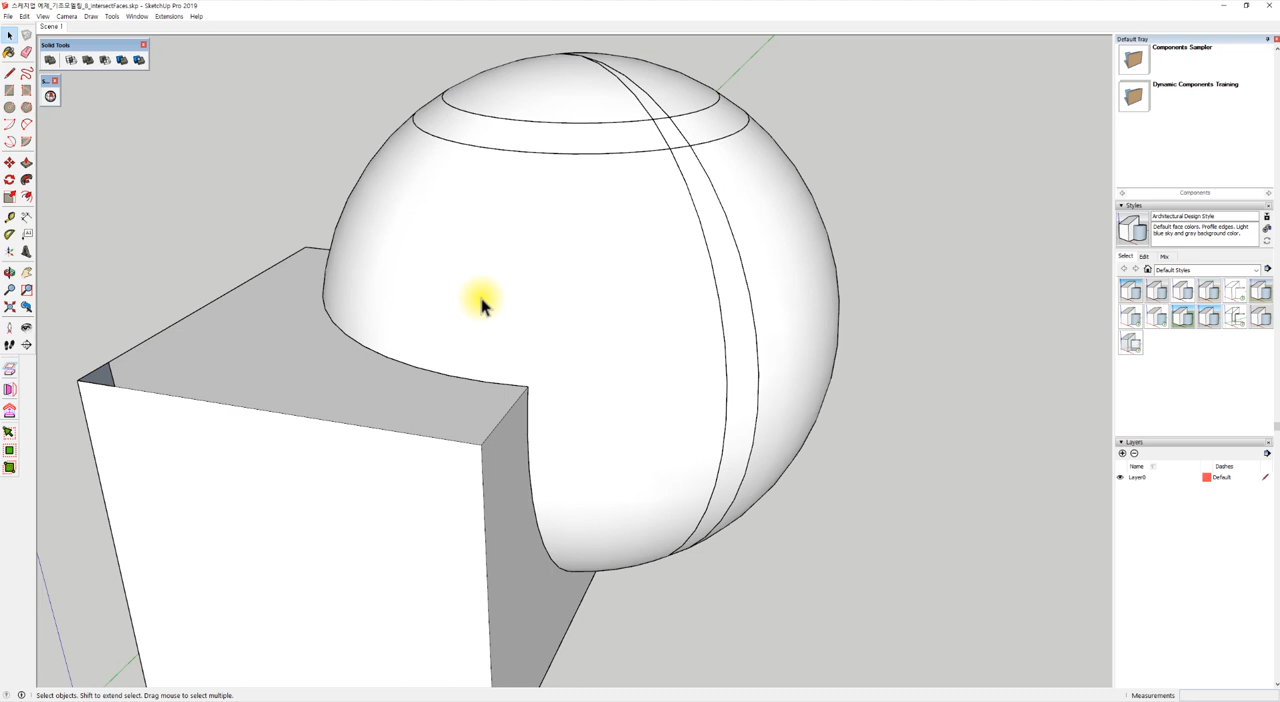 스케치업 예제_기초모델링_8_IntersectFaces.skp - SketchUp Pro 2019
File Edit View Camera Draw Tools Window Extensions Help
Scene 1
Solid Tools
S...
Default Tray
Components Sampler
Dynamic Components Training
Components
Styles
Architectural Design Style
Default face colors. Profile edges. Light
blue sky and gray background color.
Select Edit Mix
Default Styles
Layers
Name Dashes
Layer0 Default
Select objects. Shift to extend select. Drag mouse to select multiple.
Measurements